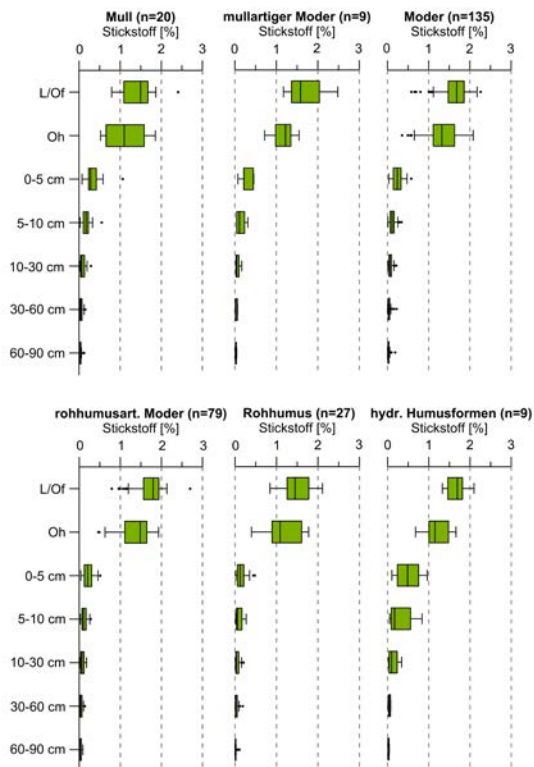 Mull (n=20) mullartiger Moder (n=9) Moder (n=135)
Stickstoff [%] Stickstoff [%] Stickstoff [%]
0 1 2 3 0 1 2 3 0 1 2 3
L/Of
Oh
0-5 cm
5-10 cm
10-30 cm
30-60 cm
60-90 cm
rohhumusart. Moder (n=79) Rohhumus (n=27) hydr. Humusformen (n=9)
Stickstoff [%] Stickstoff [%] Stickstoff [%]
0 1 2 3 0 1 2 3 0 1 2 3
L/Of
Oh
0-5 cm
5-10 cm
10-30 cm
30-60 cm
60-90 cm